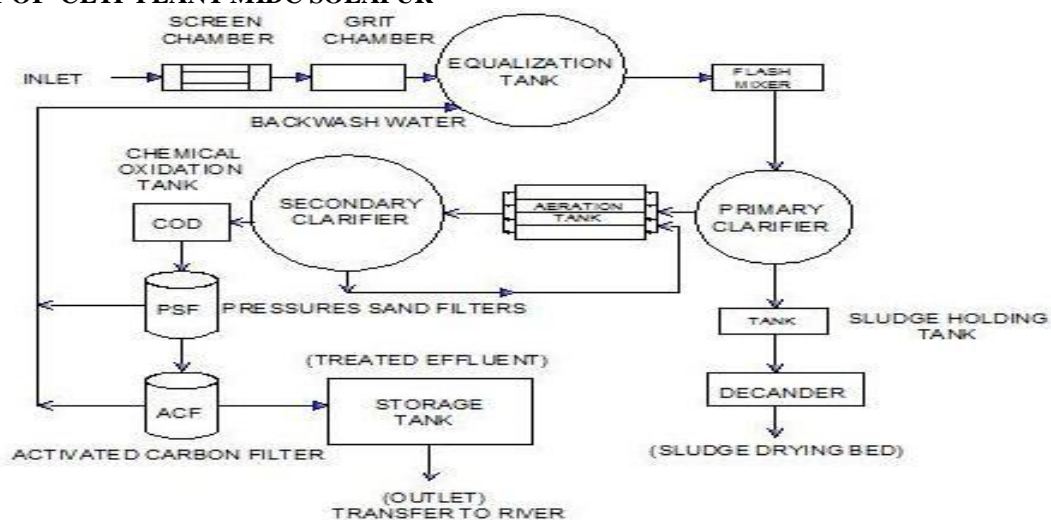 SCREEN
CHAMBER
GRIT
CHAMBER
INLET
EQUALIZATION
TANK
FLASH
MIXER
BACKWASH WATER
CHEMICAL
OXIDATION
TANK
COD
SECONDARY
CLARIFIER
AERATION
TANK
PRIMARY
CLARIFIER
PSF
PRESSURES SAND FILTERS
TANK
SLUDGE HOLDING
TANK
(TREATED EFFLUENT)
ACF
STORAGE
TANK
DECANDER
ACTIVATED CARBON FILTER
(SLUDGE DRYING BED)
(OUTLET)
TRANSFER TO RIVER